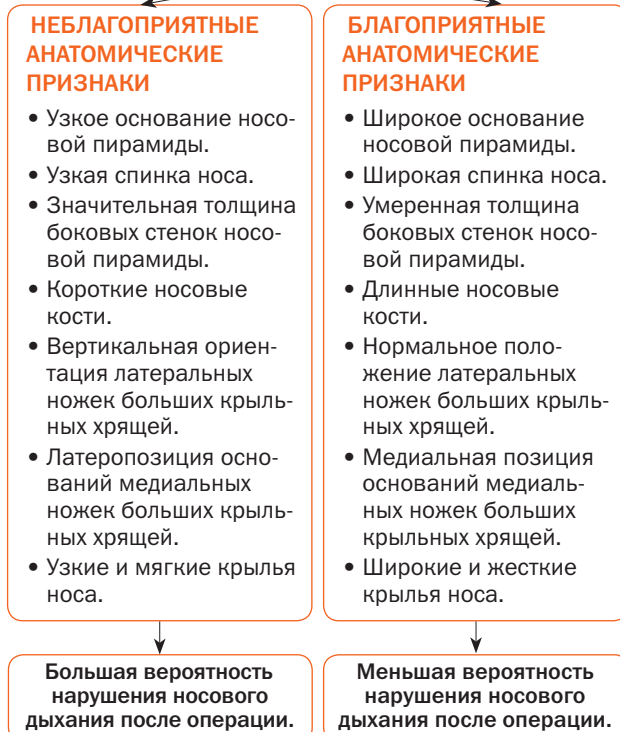 НЕБЛАГОПРИЯТНЫЕ
АНАТОМИЧЕСКИЕ
ПРИЗНАКИ
• Узкое основание носо-
вой пирамиды.
• Узкая спинка носа.
• Значительная толщина
боковых стенок носо-
вой пирамиды.
• Короткие носовые
кости.
• Вертикальная ориен-
тация латеральных
ножек больших крыль-
ных хрящей.
• Латеропозиция осно-
ваний медиальных
ножек больших крыль-
ных хрящей.
• Узкие и мягкие крылья
носа.
Большая вероятность
нарушения носового
дыхания после операции.
БЛАГОПРИЯТНЫЕ
АНАТОМИЧЕСКИЕ
ПРИЗНАКИ
• Широкое основание
носовой пирамиды.
• Широкая спинка носа.
• Умеренная толщина
боковых стенок носо-
вой пирамиды.
• Длинные носовые
кости.
• Нормальное поло-
жение латеральных
ножек больших крыль-
ных хрящей.
• Медиальная позиция
оснований медиаль-
ных ножек больших
крыльных хрящей.
• Широкие и жесткие
крылья носа.
Меньшая вероятность
нарушения носового
дыхания после операции.